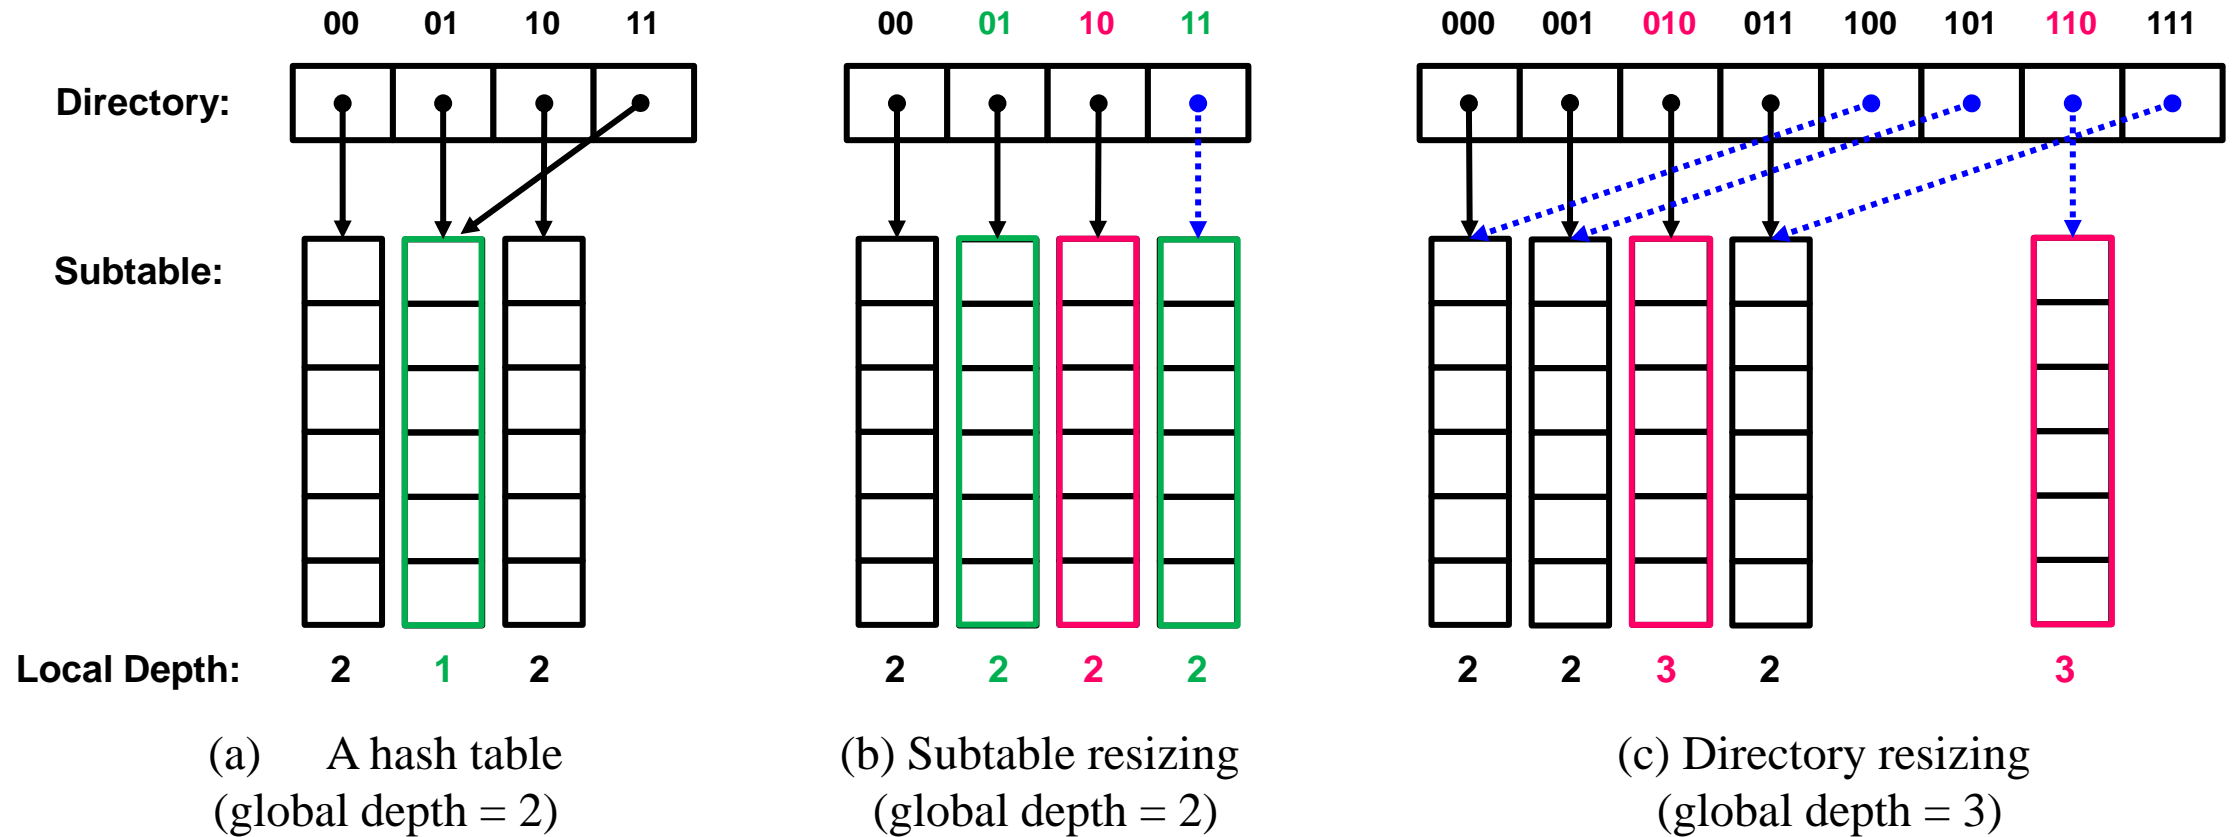 00 01 10 11
00 01 10 11
000 001 010 011 100 101 110 111
Directory:
Subtable:
Local Depth:
2 1 2
2 2 2 2
2 2 3 2 3
(a) A hash table
(global depth = 2)
(b) Subtable resizing
(global depth = 2)
(c) Directory resizing
(global depth = 3)